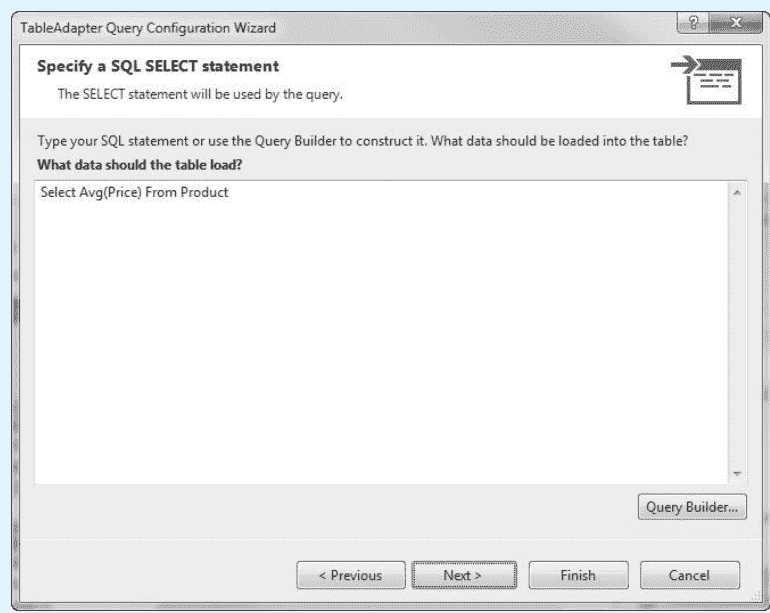 TableAdapter Query Configuration Wizard
?
Specify a SQL SELECT statement
The SELECT statement will be used by the query.
Type your SQL statement or use the Query Builder to construct it. What data should be loaded into the table?
What data should the table load?
Select Avg(Price) From Product
Query Builder...
< Previous
Next >
Finish
Cancel